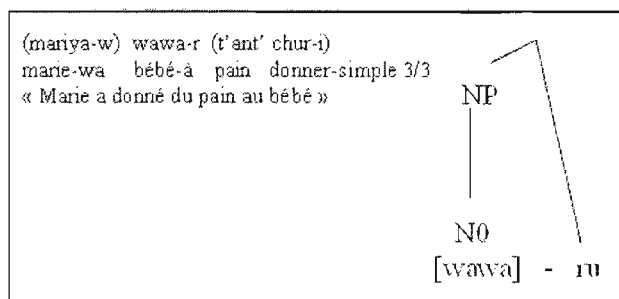 (mariya-w) wawa-r (t'ant' chur-i)
marie-wa bébé-à pain donner-simple 3/3
« Marie a donné du pain au bébé »
NP
N0
[wawa] - ru